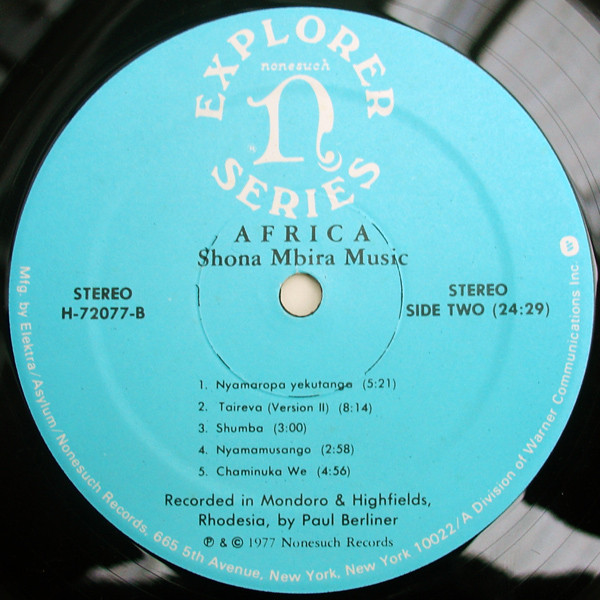 EXPLORER
nonesuch
n
SERIES
AFRICA
Shona Mbira Music
STEREO
H-72077-B
STEREO
SIDE TWO (24:29)
1. Nyamaropa yekutanga (5:21)
2. Taireva (Version II) (8:14)
3. Shumba (3:00)
4. Nyamamusango (2:58)
5. Chaminuka We (4:56)
Recorded in Mondoro & Highfields,
Rhodesia, by Paul Berliner
℗ & © 1977 Nonesuch Records
Mfg. by Elektra/Asylum/Nonesuch Records, 665 5th Avenue, New York, New York 10022/A Division of Warner Communications Inc.